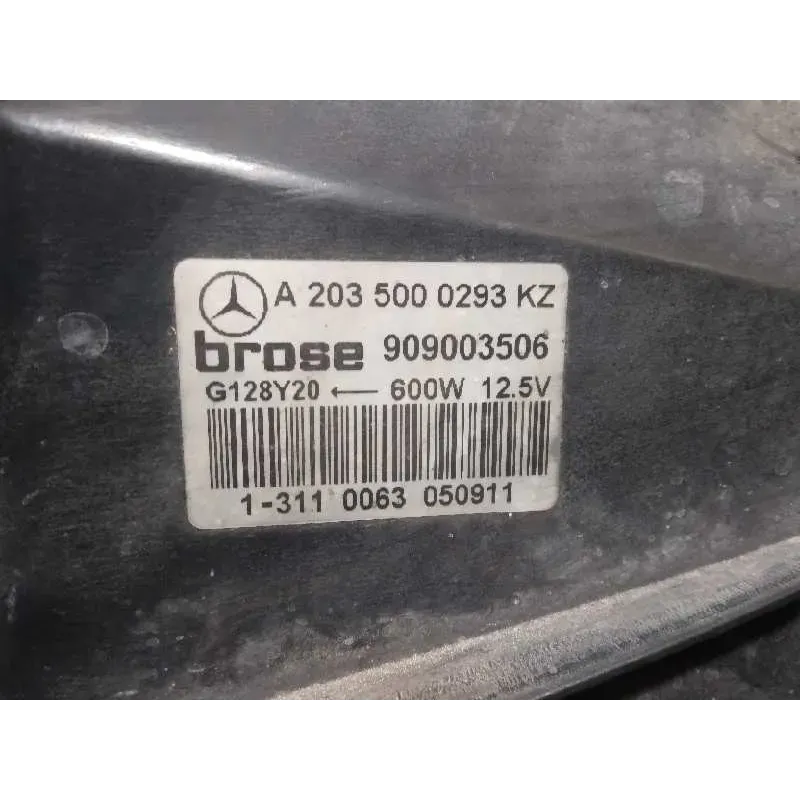 A 203 500 0293 KZ
brose 909003506
G128Y20 ← 600W 12.5V
1-311 0063 050911